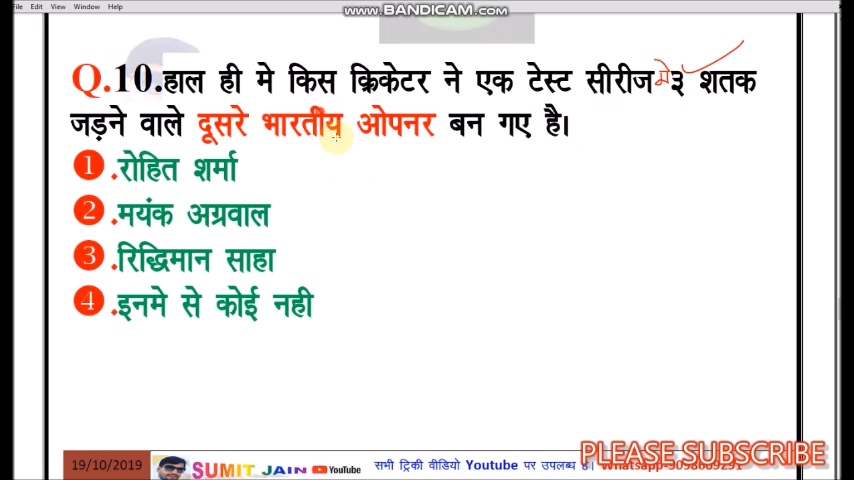 File Edit View Window Help
WWW.BANDICAM.COM
Q.10.हाल ही मे किस क्रिकेटर ने एक टेस्ट सीरीज मे ३ शतक
जड़ने वाले दूसरे भारतीय ओपनर बन गए है।
1.रोहित शर्मा
2.मयंक अग्रवाल
3.रिद्धिमान साहा
4.इनमे से कोई नही
19/10/2019 SUMIT JAIN YouTube सभी ट्रिकी वीडियो Youtube पर उपलब्ध है। Whatsapp-9098609291
PLEASE SUBSCRIBE